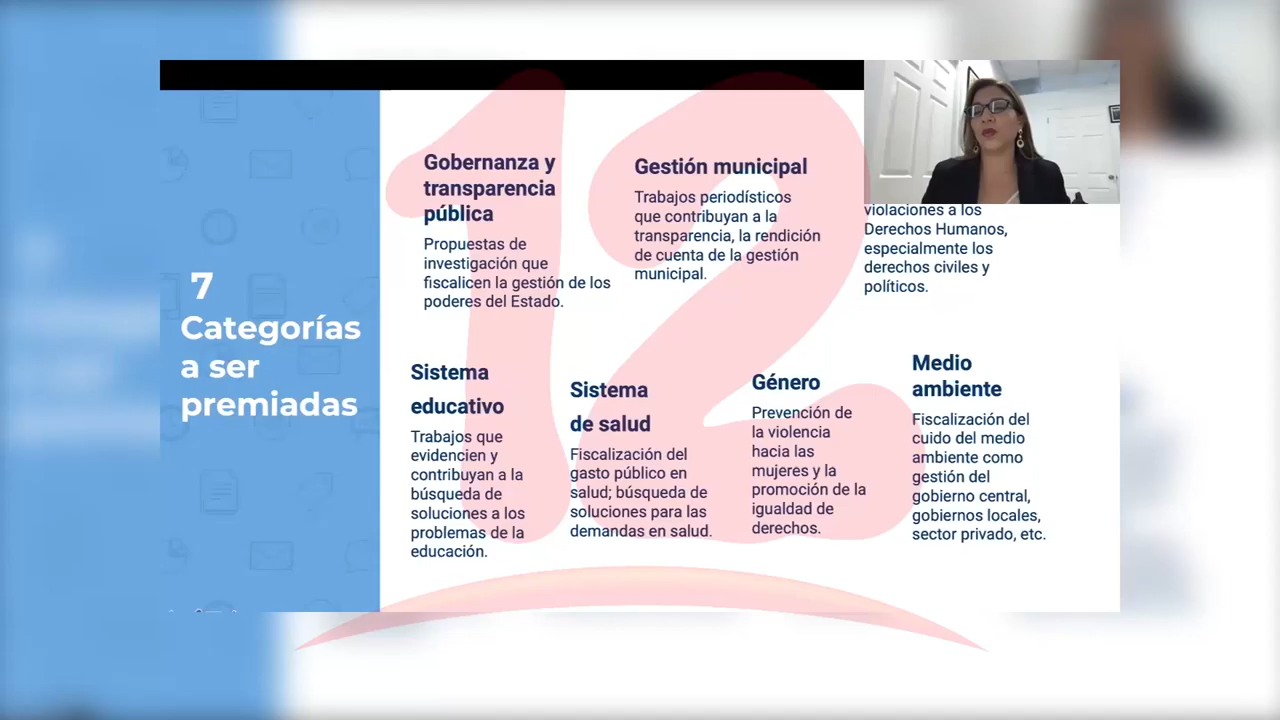 7
Categorías
a ser
premiadas
Gobernanza y
transparencia
pública
Propuestas de
investigación que
fiscalicen la gestión de los
poderes del Estado.
Gestión municipal
Trabajos periodísticos
que contribuyan a la
transparencia, la rendición
de cuenta de la gestión
municipal.
violaciones a los
Derechos Humanos,
especialmente los
derechos civiles y
políticos.
Sistema
educativo
Trabajos que
evidencien y
contribuyan a la
búsqueda de
soluciones a los
problemas de la
educación.
Sistema
de salud
Fiscalización del
gasto público en
salud; búsqueda de
soluciones para las
demandas en salud.
Género
Prevención de
la violencia
hacia las
mujeres y la
promoción de la
igualdad de
derechos.
Medio
ambiente
Fiscalización del
cuido del medio
ambiente como
gestión del
gobierno central,
gobiernos locales,
sector privado, etc.
12